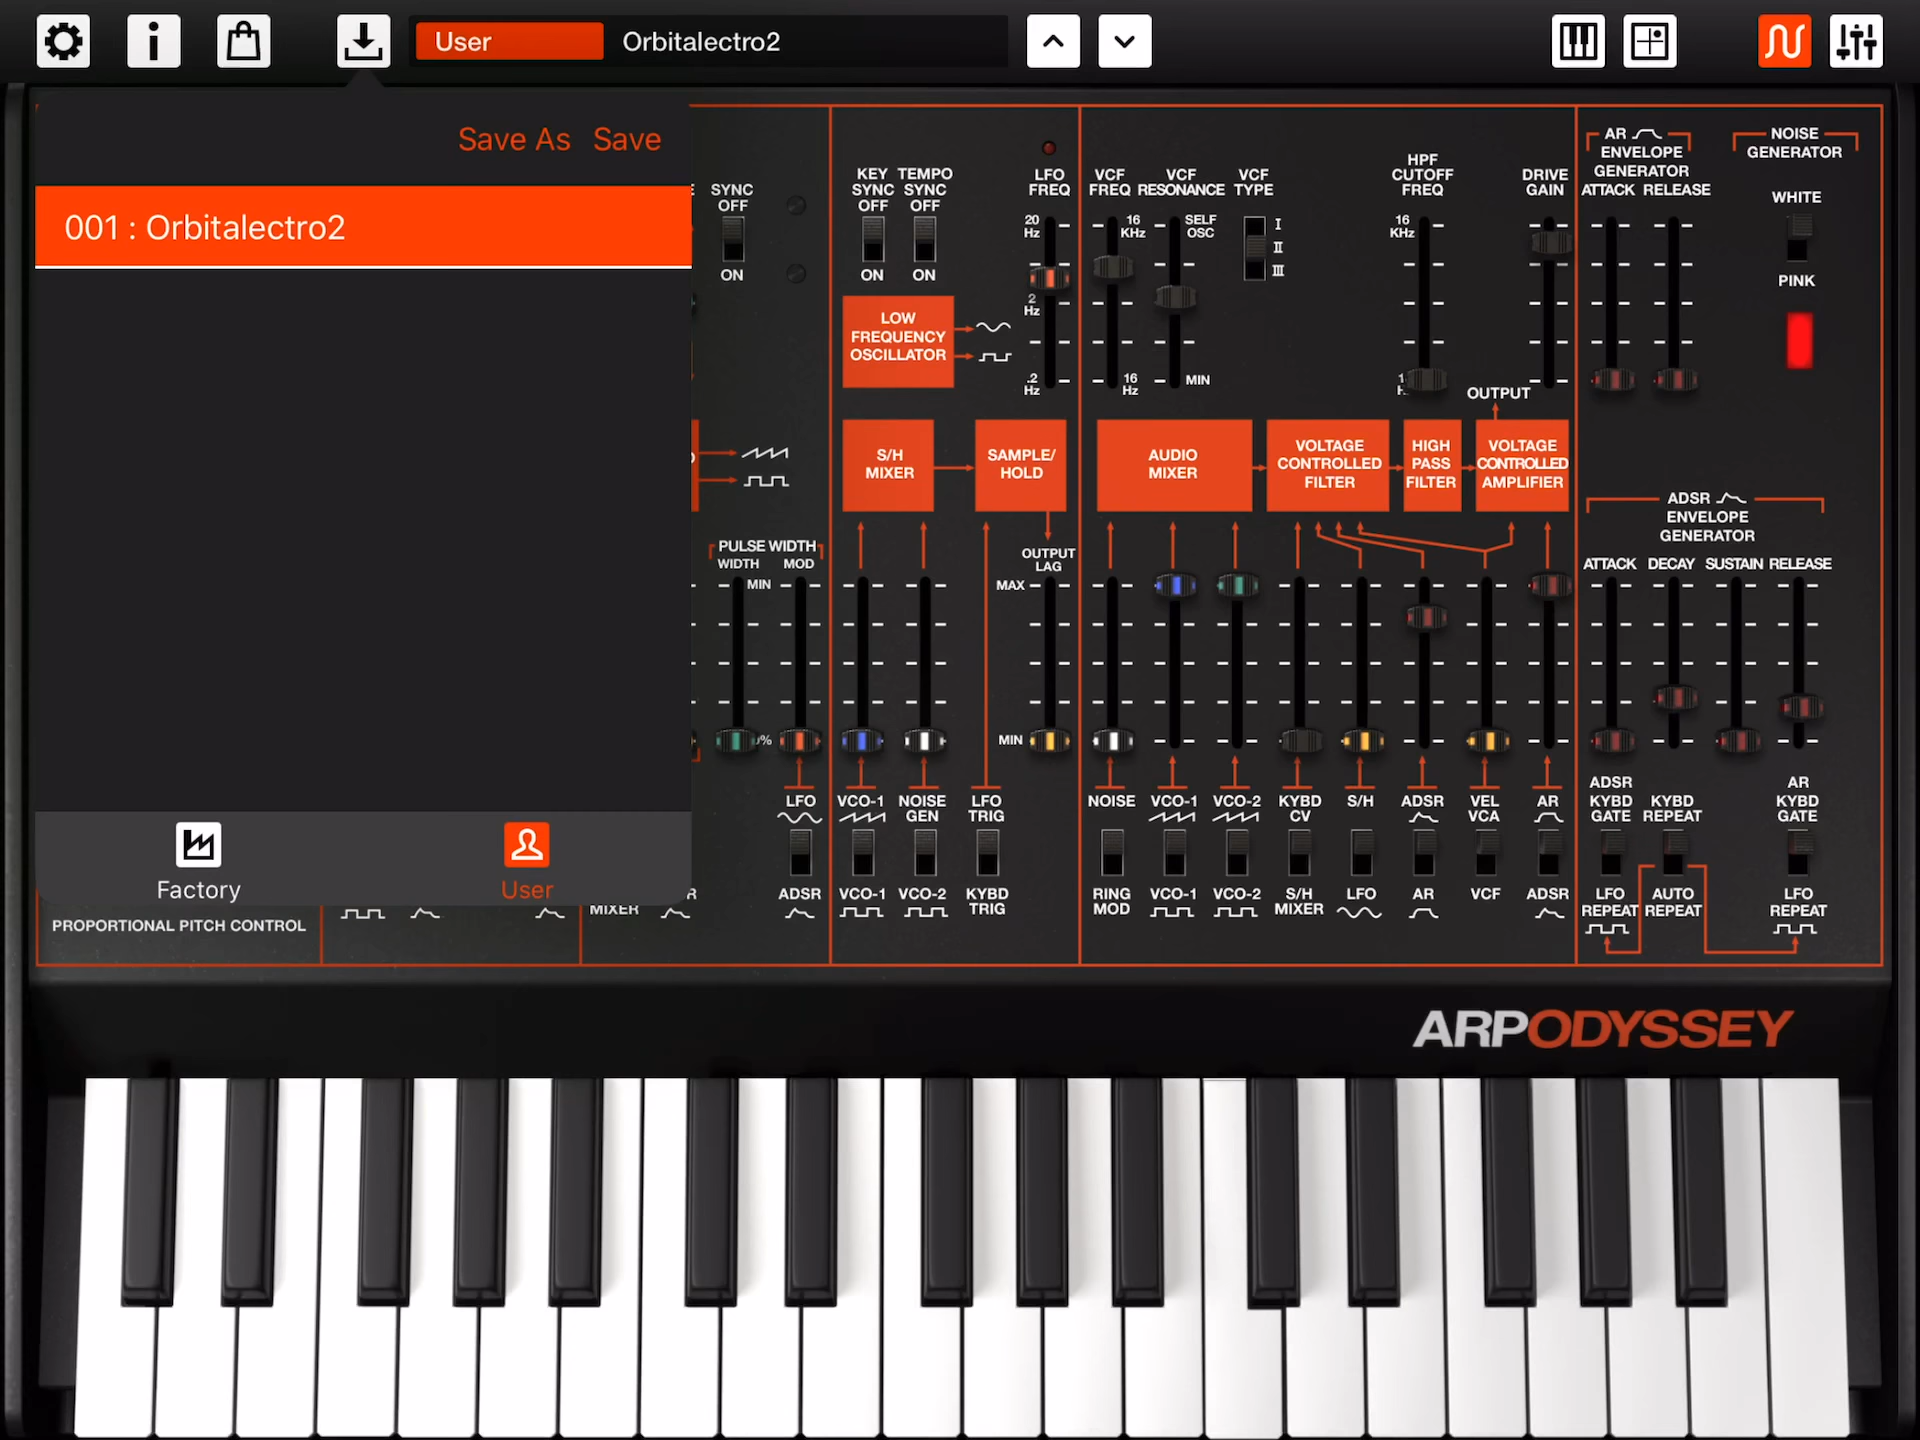 User
Orbitalectro2
Save As Save
001 : Orbitalectro2
Factory
User
PROPORTIONAL PITCH CONTROL
MIXER
SYNC
OFF
ON
PULSE WIDTH
WIDTH MOD
MIN
%
LFO
ADSR
KEY
SYNC
OFF
ON
TEMPO
SYNC
OFF
ON
LFO
FREQ
20
Hz
2
Hz
.2
Hz
LOW
FREQUENCY
OSCILLATOR
S/H
MIXER
SAMPLE/
HOLD
OUTPUT
LAG
MAX
MIN
VCO-1
VCO-1
NOISE
GEN
VCO-2
LFO
TRIG
KYBD
TRIG
VCF
FREQ
16
KHz
16
Hz
VCF
RESONANCE
SELF
OSC
MIN
VCF
TYPE
I
II
III
HPF
CUTOFF
FREQ
16
KHz
DRIVE
GAIN
OUTPUT
AUDIO
MIXER
VOLTAGE
CONTROLLED
FILTER
HIGH
PASS
FILTER
VOLTAGE
CONTROLLED
AMPLIFIER
NOISE
RING
MOD
VCO-1
VCO-1
VCO-2
VCO-2
KYBD
CV
S/H
MIXER
S/H
LFO
ADSR
AR
VEL
VCA
VCF
AR
ADSR
AR
ENVELOPE
GENERATOR
ATTACK RELEASE
NOISE
GENERATOR
WHITE
PINK
ADSR
ENVELOPE
GENERATOR
ATTACK DECAY SUSTAIN RELEASE
ADSR
KYBD
GATE
LFO
REPEAT
KYBD
REPEAT
AUTO
REPEAT
AR
KYBD
GATE
LFO
REPEAT
ARPODYSSEY